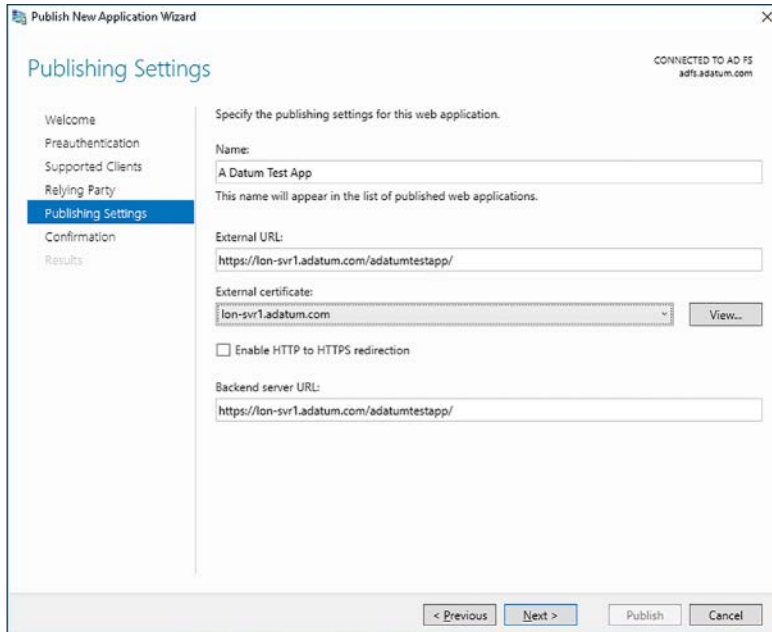 Publish New Application Wizard
Publishing Settings
CONNECTED TO AD FS
adfs.adatum.com
Welcome
Preauthentication
Supported Clients
Relying Party
Publishing Settings
Confirmation
Results
Specify the publishing settings for this web application.
Name:
A Datum Test App
This name will appear in the list of published web applications.
External URL:
https://lon-svr1.adatum.com/adatumtestapp/
External certificate:
lon-svr1.adatum.com
View...
Enable HTTP to HTTPS redirection
Backend server URL:
https://lon-svr1.adatum.com/adatumtestapp/
< Previous
Next >
Publish
Cancel